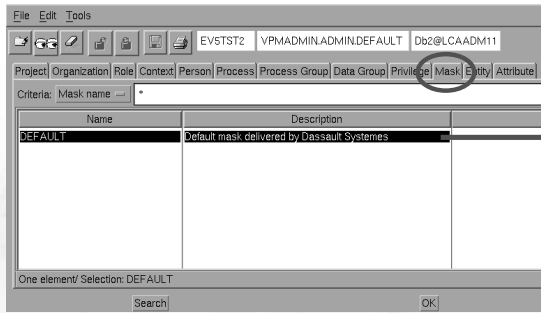 File Edit Tools
EV5TST2 VPMADMIN.ADMIN.DEFAULT Db2@LCAADM11
Project Organization Role Context Person Process Process Group Data Group Privilege Mask Entity Attribute
Criteria: Mask name *
Name Description
DEFAULT Default mask delivered by Dassault Systemes
One element/ Selection: DEFAULT
Search OK